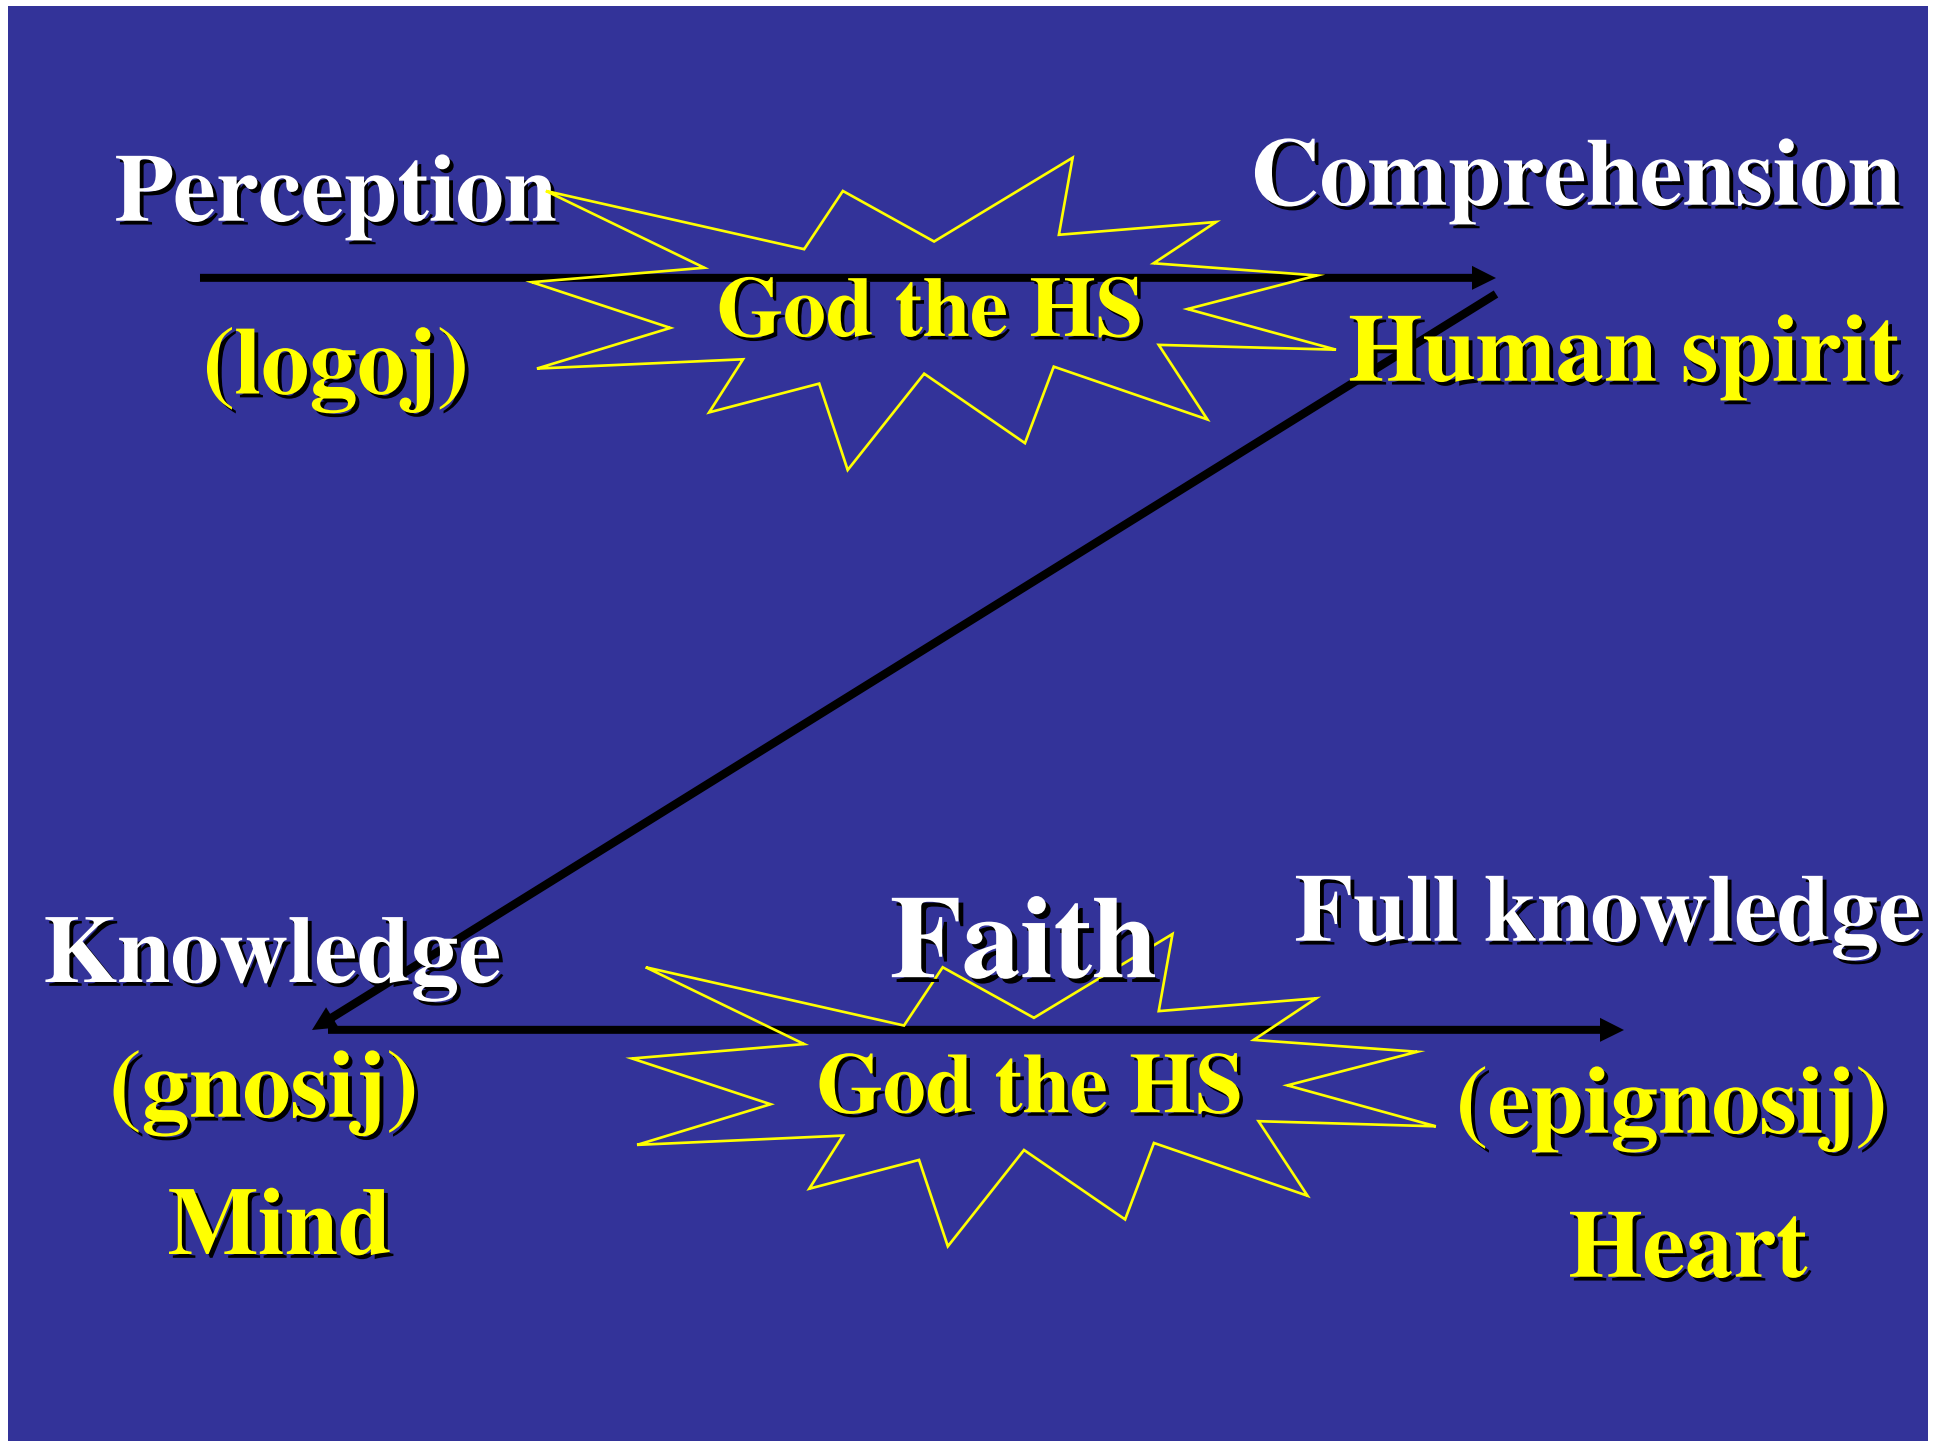 Perception
Comprehension
God the HS
(logoj)
Human spirit
Knowledge
Faith
Full knowledge
(gnosij)
God the HS
(epignosij)
Mind
Heart